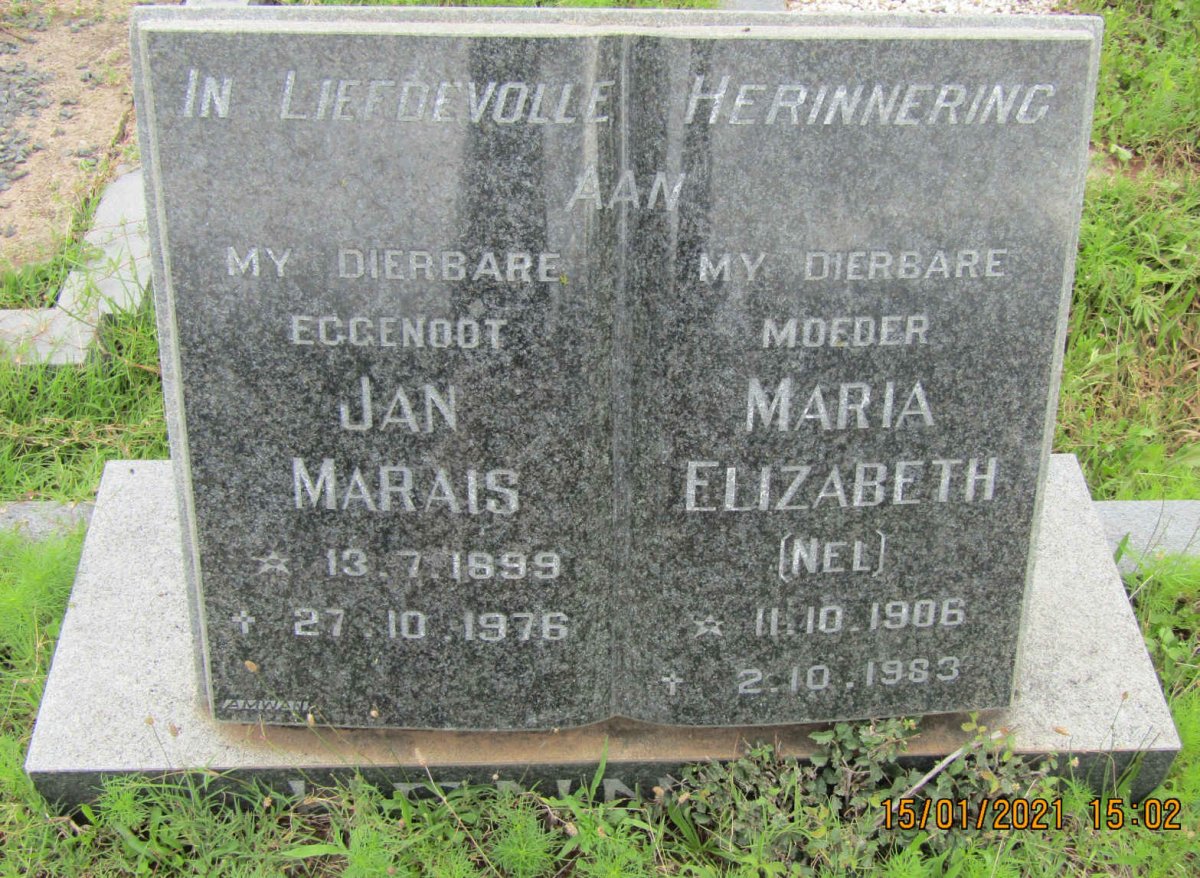 IN LIEFDEVOLLE HERINNERING
AAN
MY DIERBARE
EGGENOOT
JAN
MARAIS
☆ 13.7.1899
✝ 27.10.1976
MY DIERBARE
MOEDER
MARIA
ELIZABETH
(NEL)
☆ 11.10.1906
✝ 2.10.1983
15/01/2021 15:02